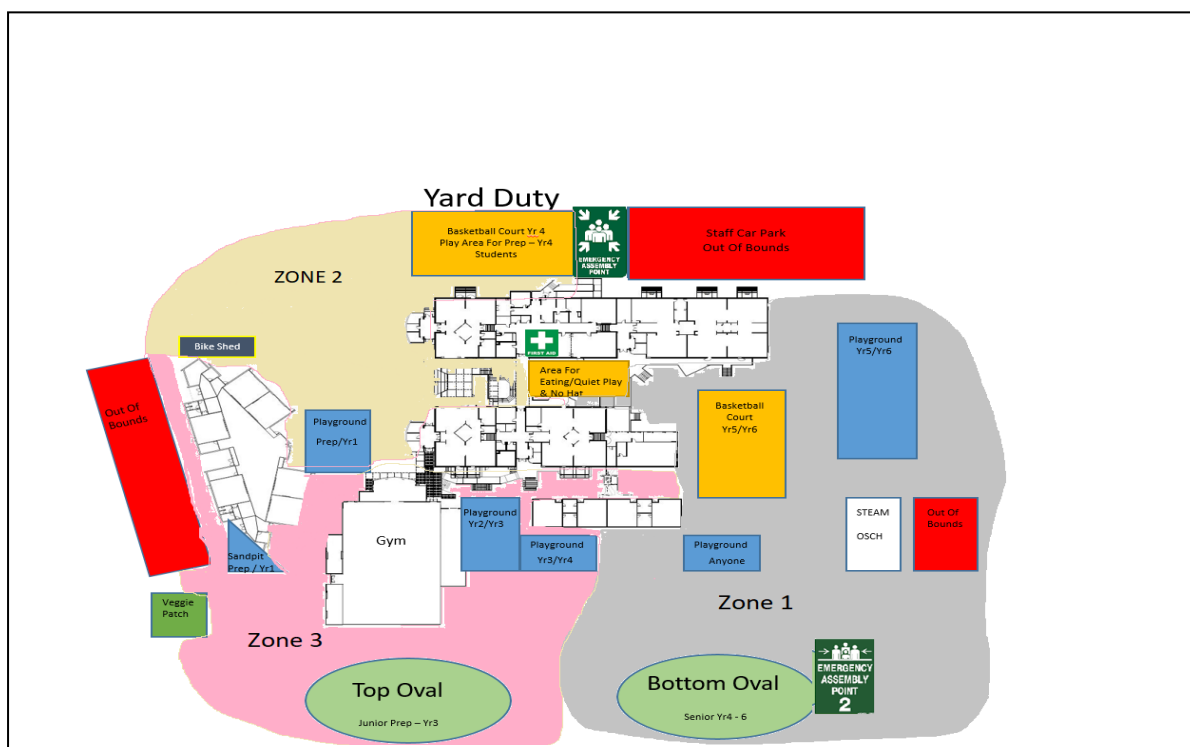 Yard Duty
Basketball Court Yr 4
Play Area For Prep – Yr4
Students
EMERGENCY
ASSEMBLY
POINT
Staff Car Park
Out Of Bounds
ZONE 2
Bike Shed
FIRST AID
Area For
Eating/Quiet Play
& No Hat
Playground
Yr5/Yr6
Out Of
Bounds
Playground
Prep/Yr1
Basketball
Court
Yr5/Yr6
Gym
Playground
Yr2/Yr3
Playground
Yr3/Yr4
Playground
Anyone
STEAM
OSCH
Out Of
Bounds
Sandpit
Prep / Yr1
Veggie
Patch
Zone 3
Zone 1
Top Oval
Junior Prep – Yr3
Bottom Oval
Senior Yr4 - 6
EMERGENCY
ASSEMBLY
POINT
2